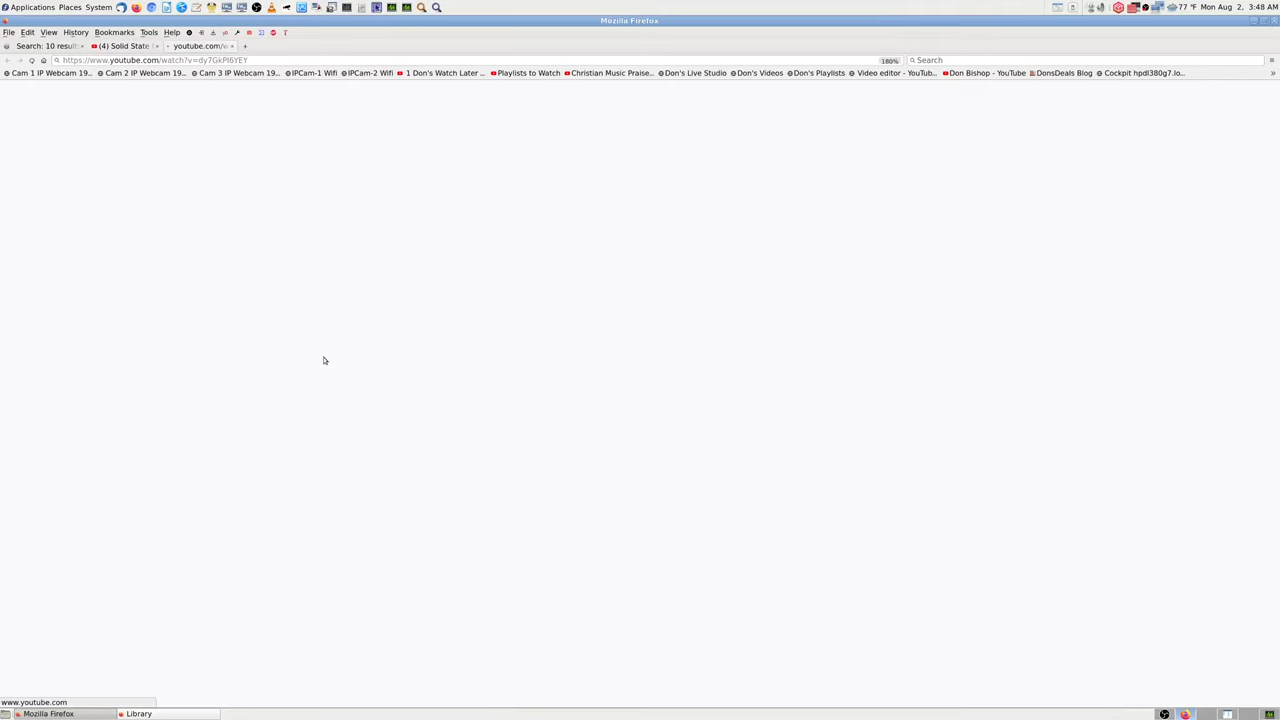 Applications Places System 77 °F Mon Aug 2, 3:48 AM
Mozilla Firefox
File Edit View History Bookmarks Tools Help
Search: 10 resul (4) Solid State youtube.com/w
https://www.youtube.com/watch?v=dy7GkPl6YEY 180% Search
Cam 1 IP Webcam 19... Cam 2 IP Webcam 19... Cam 3 IP Webcam 19... IPCam-1 Wifi IPCam-2 Wifi 1 Don's Watch Later ... Playlists to Watch Christian Music Praise... Don's Live Studio Don's Videos Don's Playlists Video editor - YouTub... Don Bishop - YouTube DonsDeals Blog Cockpit hpdl380g7.lo...
www.youtube.com
Mozilla Firefox Library